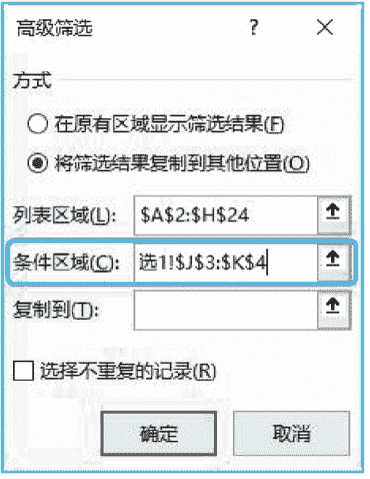 高级筛选 ?
方式
在原有区域显示筛选结果(F)
将筛选结果复制到其他位置(O)
列表区域(L): $A$2:$H$24
条件区域(C): 选1!$J$3:$K$4
复制到(T):
选择不重复的记录(R)
确定 取消